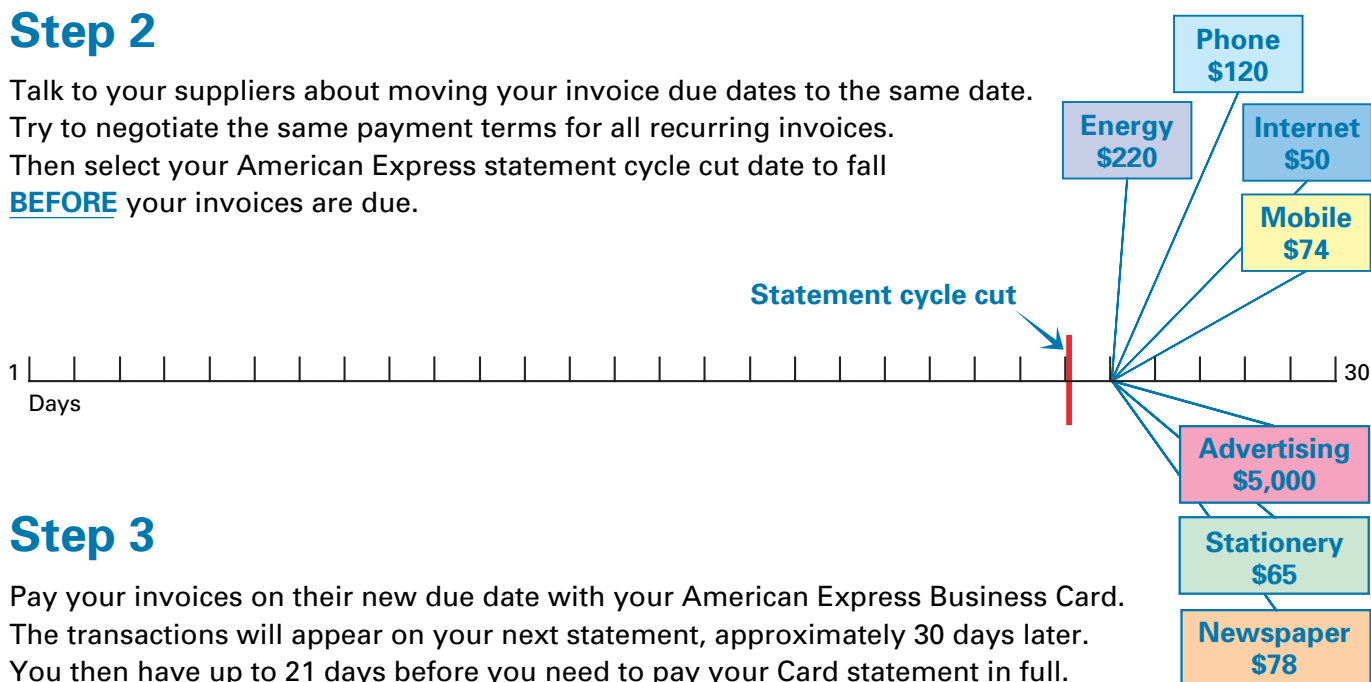 Step 2
Talk to your suppliers about moving your invoice due dates to the same date.
Try to negotiate the same payment terms for all recurring invoices.
Then select your American Express statement cycle cut date to fall
BEFORE your invoices are due.
Phone
$120
Energy
$220
Internet
$50
Mobile
$74
Statement cycle cut
1
30
Days
Advertising
$5,000
Stationery
$65
Newspaper
$78
Step 3
Pay your invoices on their new due date with your American Express Business Card.
The transactions will appear on your next statement, approximately 30 days later.
You then have up to 21 days before you need to pay your Card statement in full.